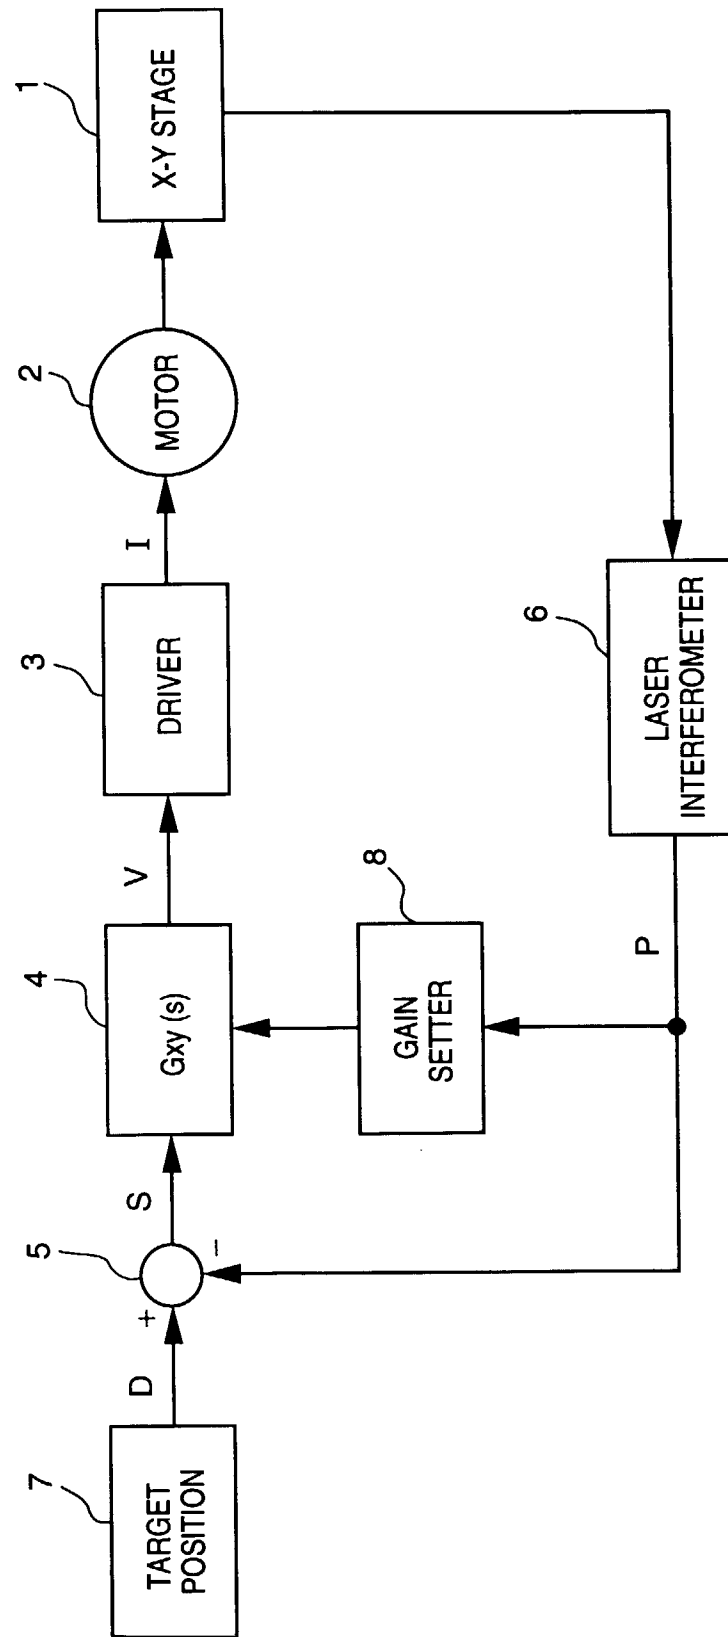 7
TARGET
POSITION
D
+
−
5
S
4
Gxy (s)
V
3
DRIVER
I
2
MOTOR
1
X-Y STAGE
8
GAIN
SETTER
P
6
LASER
INTERFEROMETER